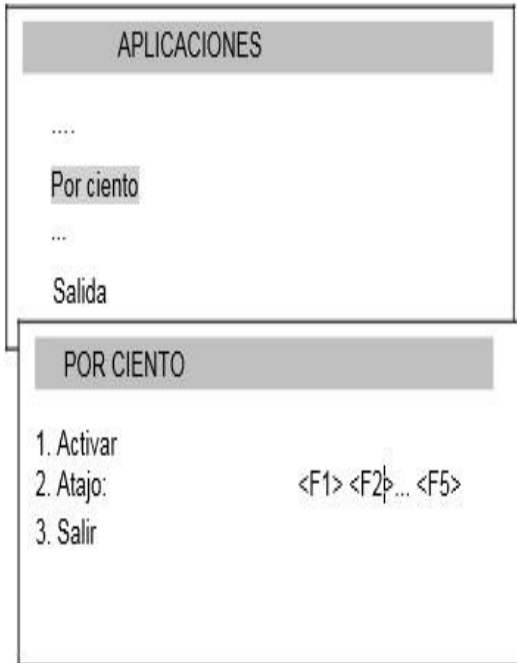 APLICACIONES
....
Por ciento
...
Salida
POR CIENTO
1. Activar
2. Atajo: <F1> <F2>... <F5>
3. Salir